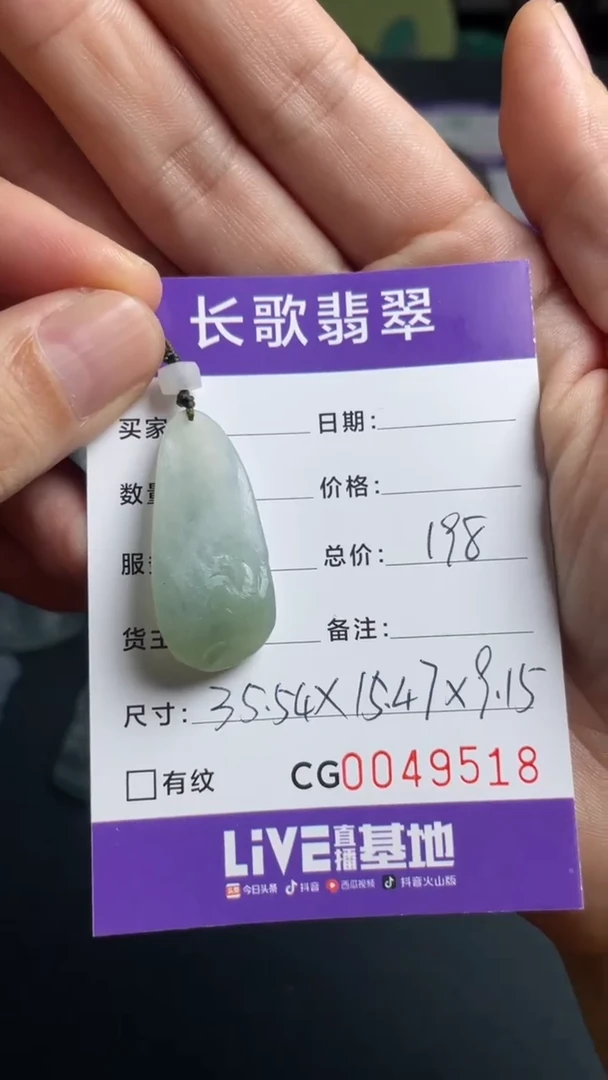 长歌翡翠
买家 日期:
数量 价格:
服 总价: 198
货主 备注:
尺寸: 35.54X15.47X9.15
有纹 CG0049518
LiVE直播基地
今日头条 抖音 西瓜视频 抖音火山版